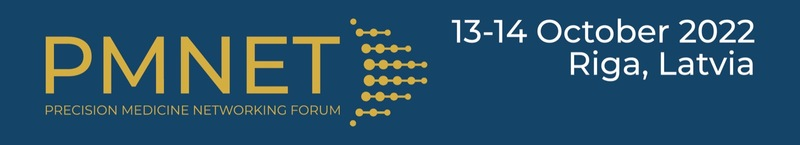 PMNET
PRECISION MEDICINE NETWORKING FORUM
13-14 October 2022
Riga, Latvia